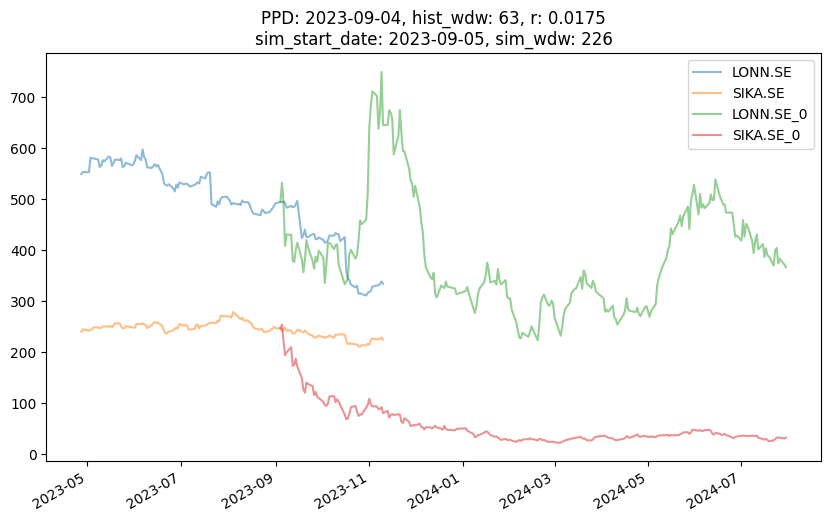 PPD: 2023-09-04, hist_wdw: 63, r: 0.0175
sim_start_date: 2023-09-05, sim_wdw: 226
LONN.SE
SIKA.SE
LONN.SE_0
SIKA.SE_0
700
600
500
400
300
200
100
0
2023-05
2023-07
2023-09
2023-11
2024-01
2024-03
2024-05
2024-07